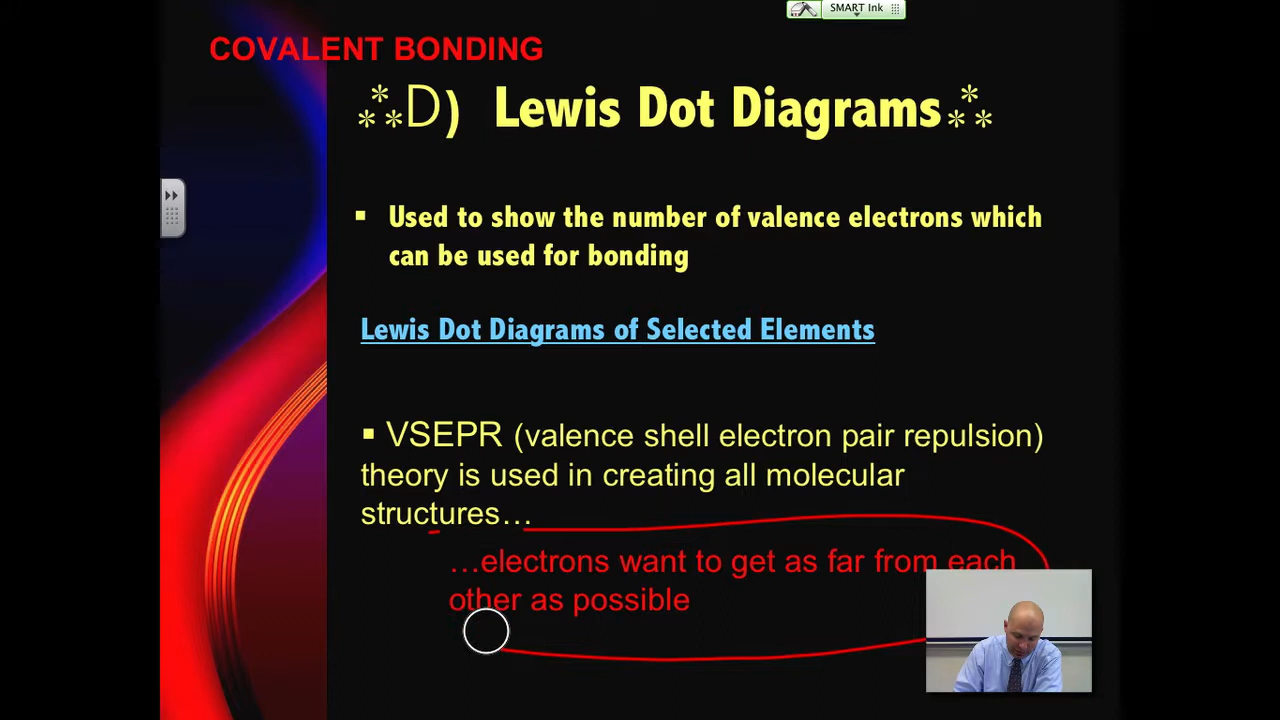 SMART Ink
COVALENT BONDING
⁂D) Lewis Dot Diagrams⁂
▪ Used to show the number of valence electrons which
can be used for bonding
Lewis Dot Diagrams of Selected Elements
▪ VSEPR (valence shell electron pair repulsion)
theory is used in creating all molecular
structures…
…electrons want to get as far from each
other as possible